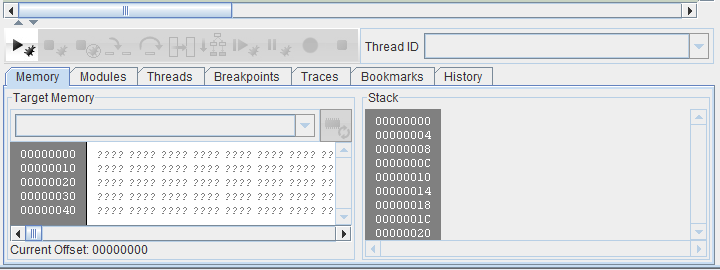 Thread ID
Memory Modules Threads Breakpoints Traces Bookmarks History
Target Memory
00000000 ???? ???? ???? ???? ???? ???? ???? ??
00000010 ???? ???? ???? ???? ???? ???? ???? ??
00000020 ???? ???? ???? ???? ???? ???? ???? ??
00000030 ???? ???? ???? ???? ???? ???? ???? ??
00000040 ???? ???? ???? ???? ???? ???? ???? ??
Current Offset: 00000000
Stack
00000000
00000004
00000008
0000000C
00000010
00000014
00000018
0000001C
00000020